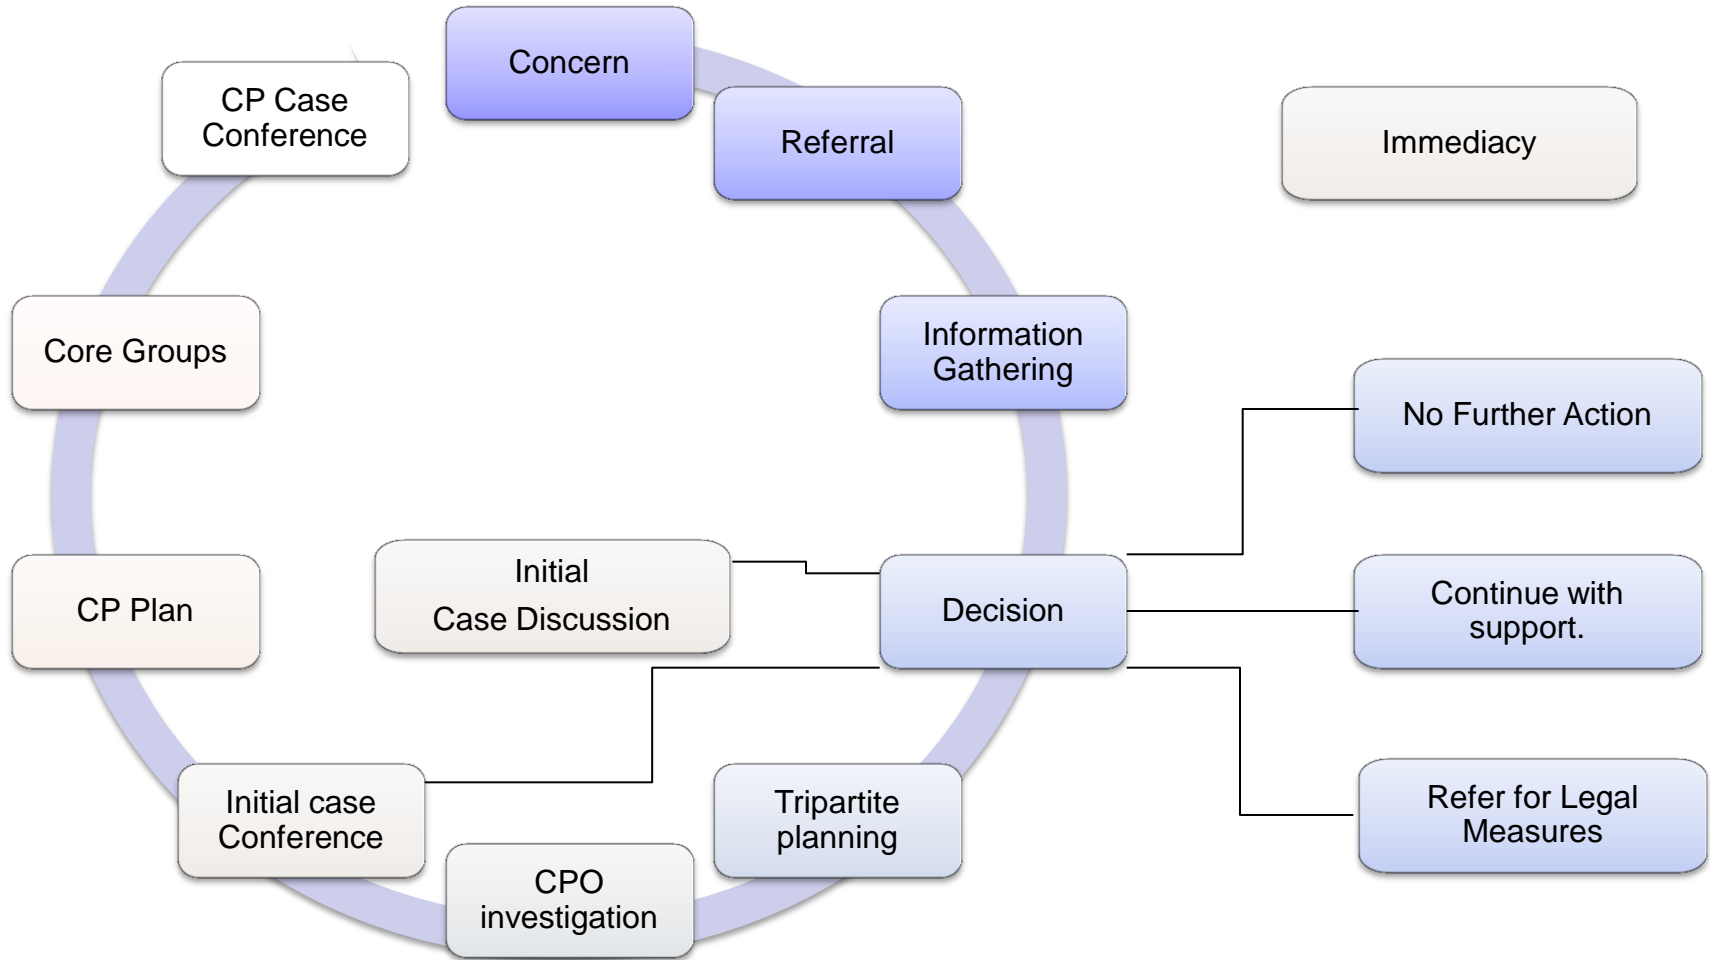 Concern
CP Case
Conference
Referral
Immediacy
Core Groups
Information
Gathering
No Further Action
Initial
Case Discussion
CP Plan
Decision
Continue with
support.
Initial case
Conference
Tripartite
planning
Refer for Legal
Measures
CPO
investigation